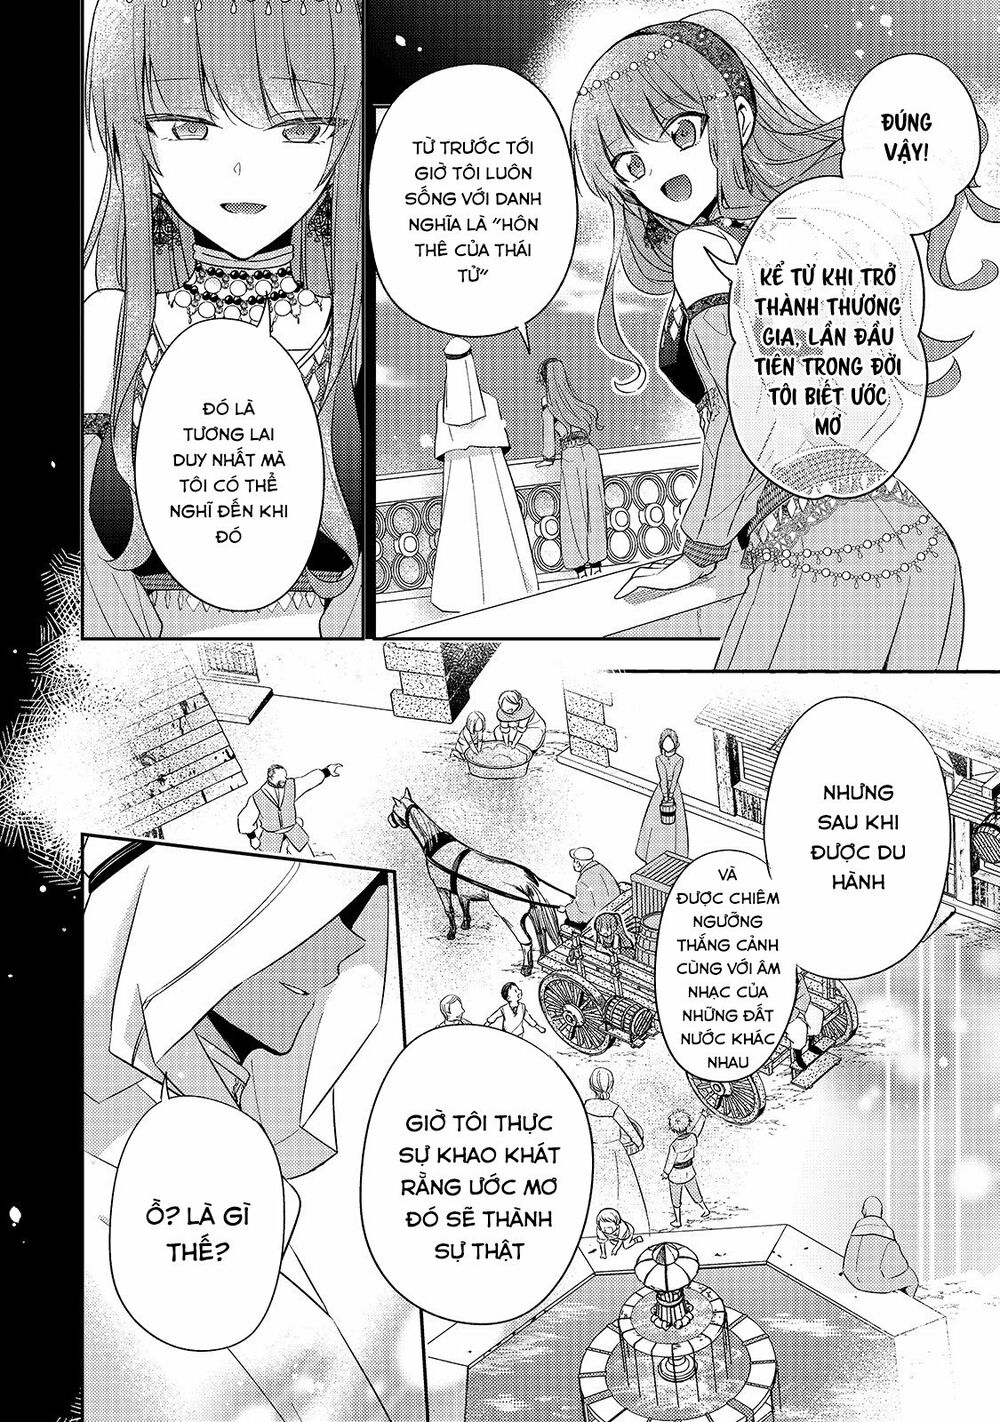 ĐÚNG
VẬY!
KỂ TỪ KHI TRỞ
THÀNH THƯƠNG
GIA, LẦN ĐẦU
TIÊN TRONG ĐỜI
TÔI BIẾT ƯỚC
MƠ
TỪ TRƯỚC TỚI
GIỜ TÔI LUÔN
SỐNG VỚI DANH
NGHĨA LÀ "HÔN
THÊ CỦA THÁI
TỬ"
ĐÓ LÀ
TƯƠNG LAI
DUY NHẤT MÀ
TÔI CÓ THỂ
NGHĨ ĐẾN KHI
ĐÓ
NHƯNG
SAU KHI
ĐƯỢC DU
HÀNH
VÀ
ĐƯỢC CHIÊM
NGƯỠNG
THẮNG CẢNH
CÙNG VỚI ÂM
NHẠC CỦA
NHỮNG ĐẤT
NƯỚC KHÁC
NHAU
GIỜ TÔI THỰC
SỰ KHAO KHÁT
RẰNG ƯỚC MƠ
ĐÓ SẼ THÀNH
SỰ THẬT
Ồ? LÀ GÌ
THẾ?